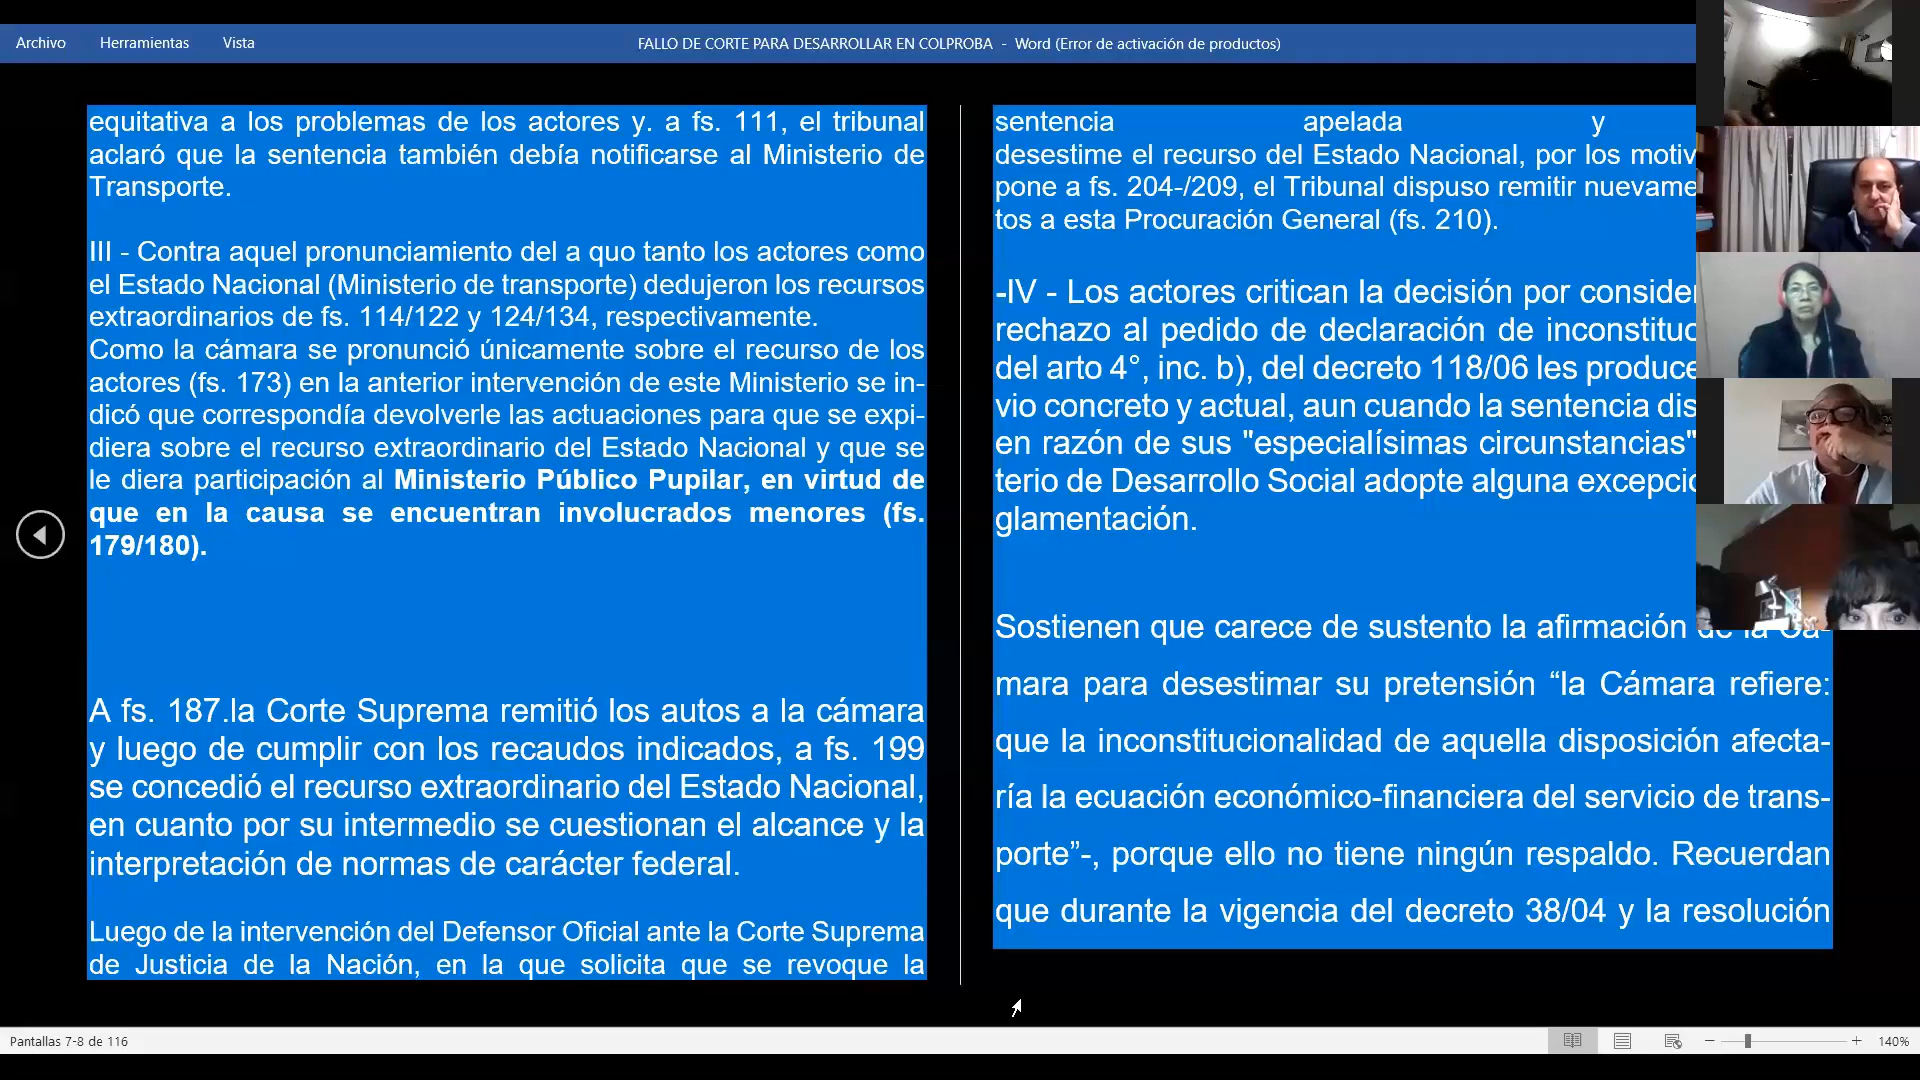 Archivo Herramientas Vista
FALLO DE CORTE PARA DESARROLLAR EN COLPROBA - Word (Error de activación de productos)
equitativa a los problemas de los actores y. a fs. 111, el tribunal
aclaró que la sentencia también debía notificarse al Ministerio de
Transporte.
III - Contra aquel pronunciamiento del a quo tanto los actores como
el Estado Nacional (Ministerio de transporte) dedujeron los recursos
extraordinarios de fs. 114/122 y 124/134, respectivamente.
Como la cámara se pronunció únicamente sobre el recurso de los
actores (fs. 173) en la anterior intervención de este Ministerio se in-
dicó que correspondía devolverle las actuaciones para que se expi-
diera sobre el recurso extraordinario del Estado Nacional y que se
le diera participación al Ministerio Público Pupilar, en virtud de
que en la causa se encuentran involucrados menores (fs.
179/180).
A fs. 187.la Corte Suprema remitió los autos a la cámara
y luego de cumplir con los recaudos indicados, a fs. 199
se concedió el recurso extraordinario del Estado Nacional,
en cuanto por su intermedio se cuestionan el alcance y la
interpretación de normas de carácter federal.
Luego de la intervención del Defensor Oficial ante la Corte Suprema
de Justicia de la Nación, en la que solicita que se revoque la
sentencia apelada y
desestime el recurso del Estado Nacional, por los motiv
pone a fs. 204-/209, el Tribunal dispuso remitir nuevame
tos a esta Procuración General (fs. 210).
-IV - Los actores critican la decisión por consider
rechazo al pedido de declaración de inconstituc
del arto 4°, inc. b), del decreto 118/06 les produce
vio concreto y actual, aun cuando la sentencia dis
en razón de sus "especialísimas circunstancias"
terio de Desarrollo Social adopte alguna excepcio
glamentación.
Sostienen que carece de sustento la afirmación de la Cá-
mara para desestimar su pretensión “la Cámara refiere:
que la inconstitucionalidad de aquella disposición afecta-
ría la ecuación económico-financiera del servicio de trans-
porte”-, porque ello no tiene ningún respaldo. Recuerdan
que durante la vigencia del decreto 38/04 y la resolución
Pantallas 7-8 de 116
140%